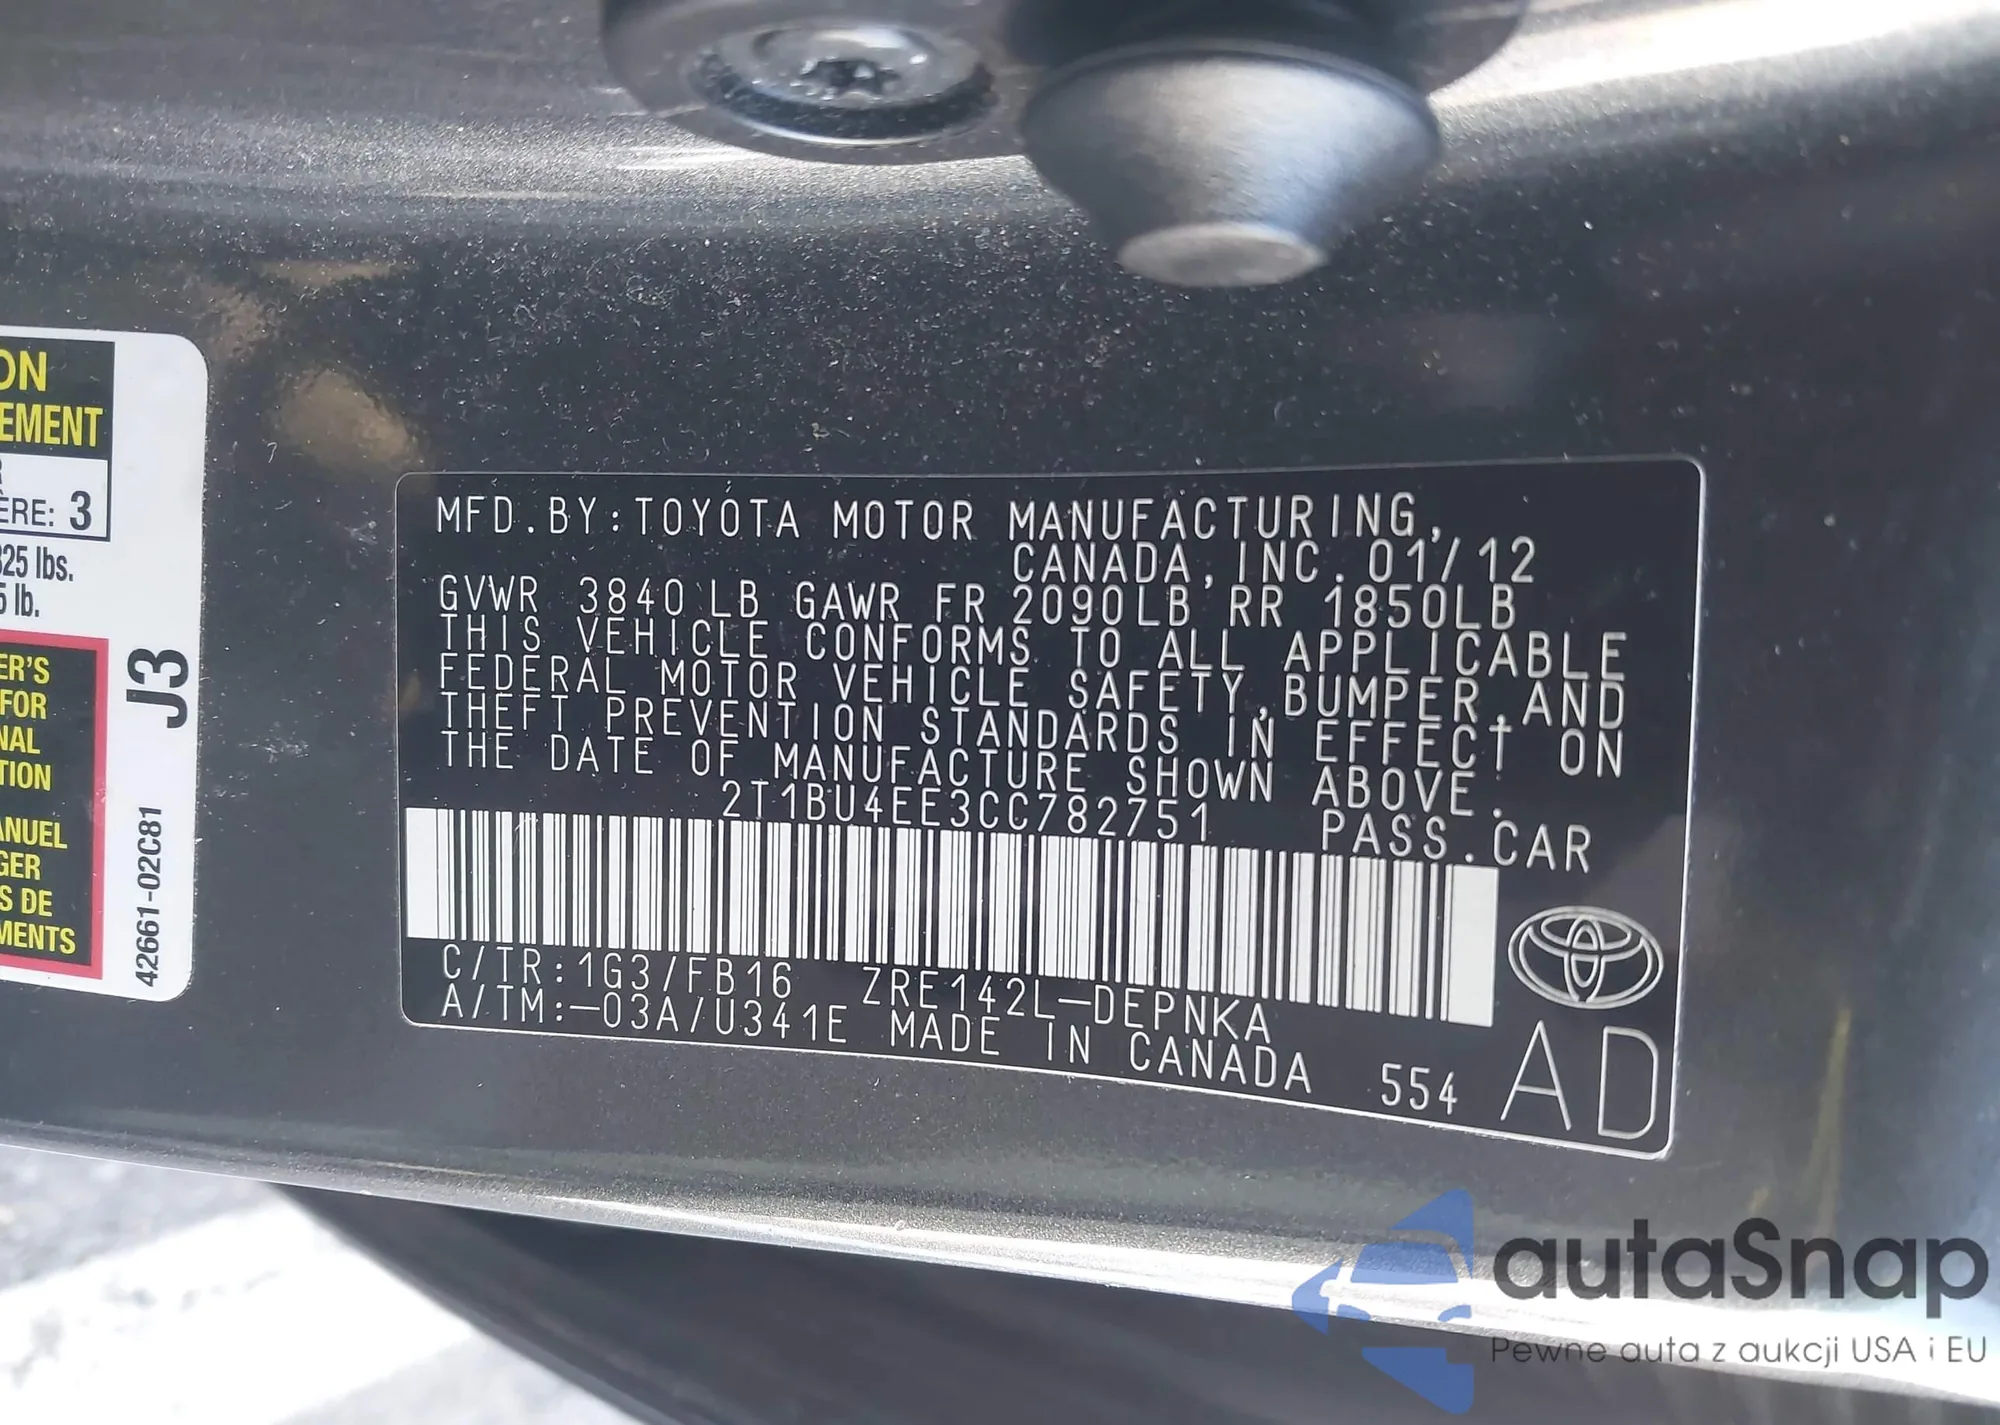 ON
EMENT
ÈRE: 3
325 lbs.
5 lb.
ER'S
FOR
NAL
TION
ANUEL
GER
S DE
MENTS
J3
42661-02C81
MFD.BY:TOYOTA MOTOR MANUFACTURING,
CANADA,INC.01/12
GVWR 3840LB GAWR FR 2090LB RR 1850LB
THIS VEHICLE CONFORMS TO ALL APPLICABLE
FEDERAL MOTOR VEHICLE SAFETY,BUMPER,AND
THEFT PREVENTION STANDARDS IN EFFECT ON
THE DATE OF MANUFACTURE SHOWN ABOVE.
2T1BU4EE3CC782751 PASS.CAR
C/TR:1G3/FB16 ZRE142L-DEPNKA
A/TM:-03A/U341E MADE IN CANADA 554
AD
autaSnap
Pewne auta z aukcji USA i EU